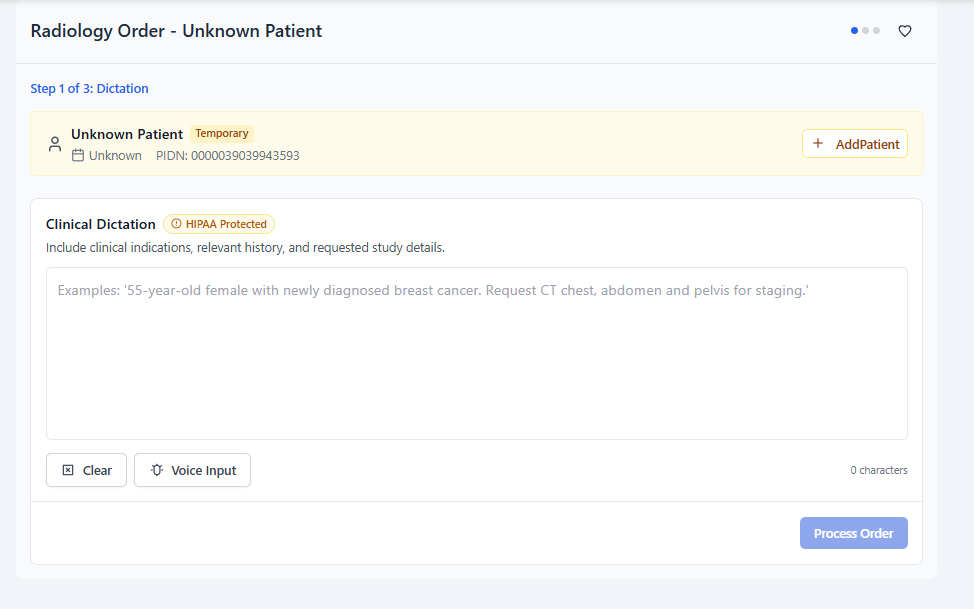 Radiology Order - Unknown Patient
Step 1 of 3: Dictation
Unknown Patient Temporary
Unknown PIDN: 0000039039943593
AddPatient
Clinical Dictation HIPAA Protected
Include clinical indications, relevant history, and requested study details.
Examples: '55-year-old female with newly diagnosed breast cancer. Request CT chest, abdomen and pelvis for staging.'
Clear Voice Input 0 characters
Process Order